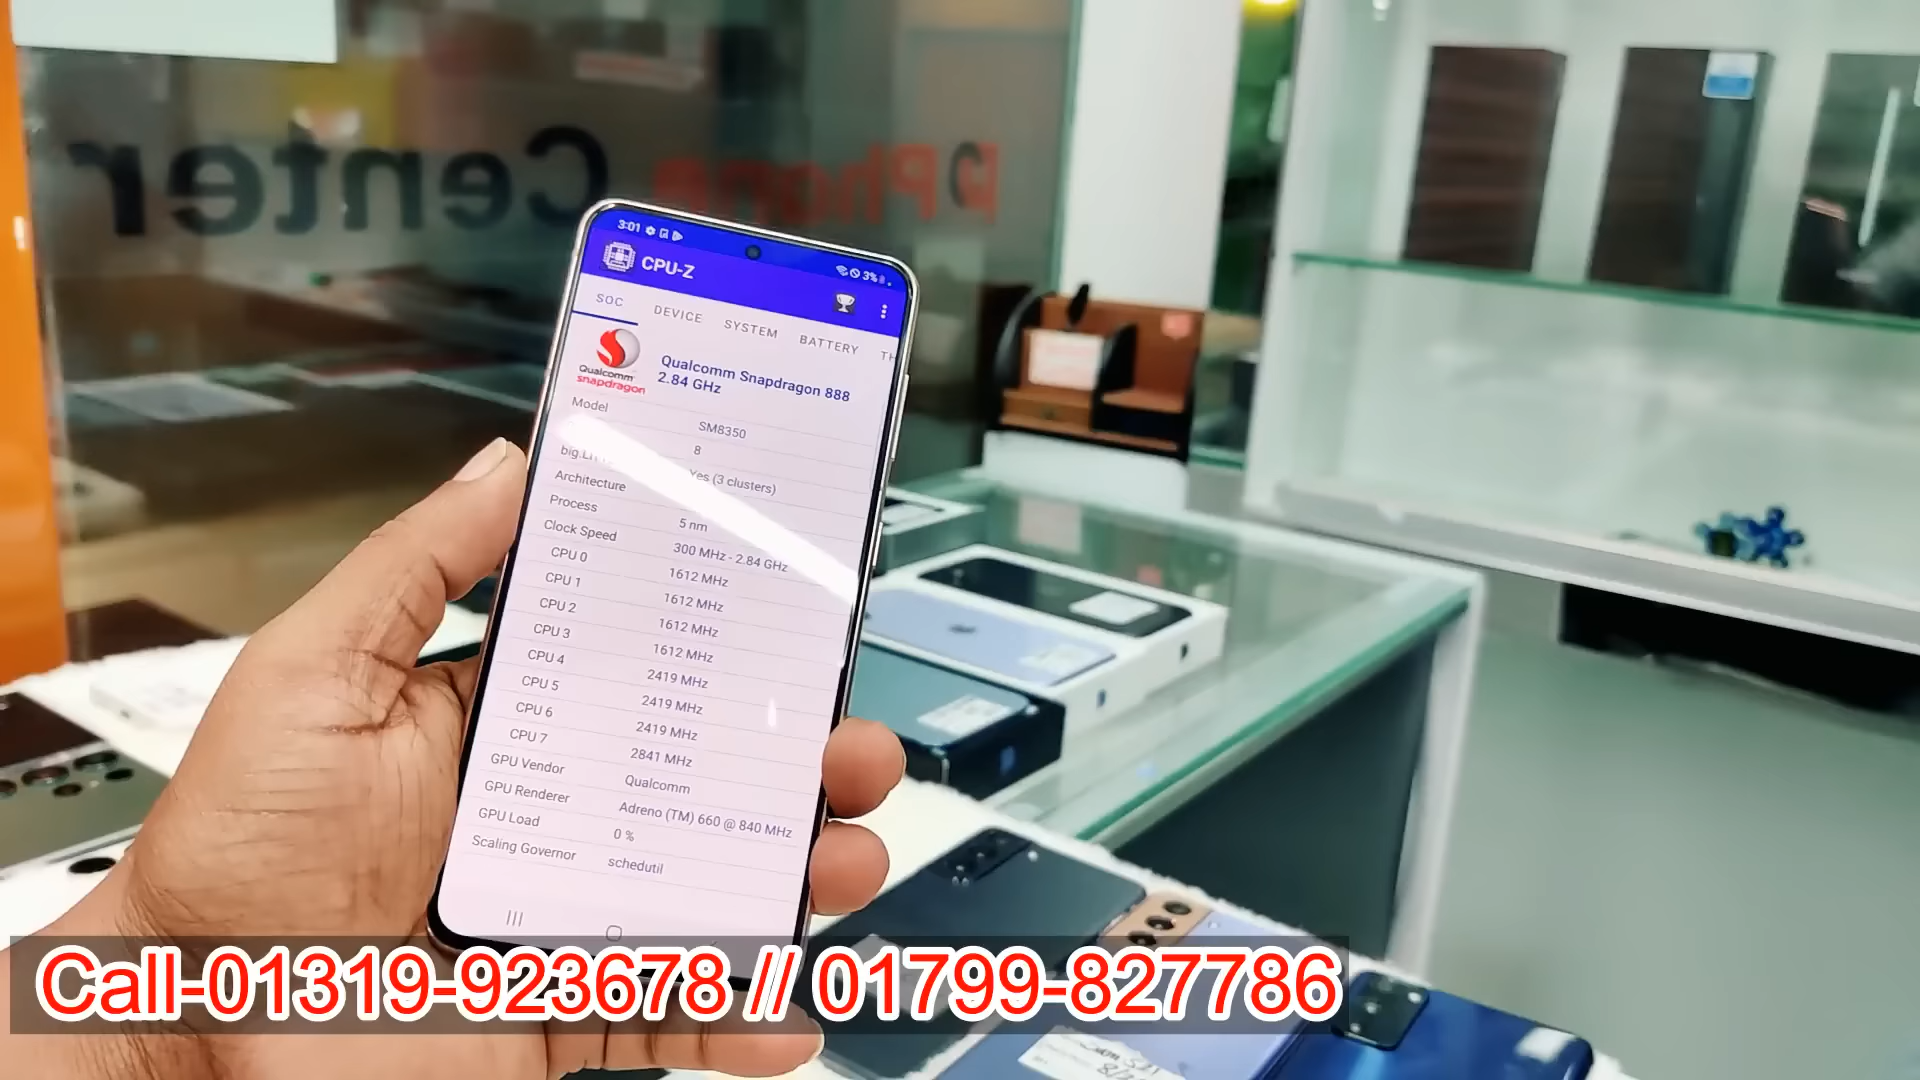 Phone Center
3:01
3%
CPU-Z
SOC DEVICE SYSTEM BATTERY TH
Qualcomm
snapdragon
Qualcomm Snapdragon 888
2.84 GHz
Model SM8350
8
big.LI Yes (3 clusters)
Architecture
Process 5 nm
Clock Speed 300 MHz - 2.84 GHz
CPU 0 1612 MHz
CPU 1 1612 MHz
CPU 2 1612 MHz
CPU 3 1612 MHz
CPU 4 2419 MHz
CPU 5 2419 MHz
CPU 6 2419 MHz
CPU 7 2841 MHz
GPU Vendor Qualcomm
GPU Renderer Adreno (TM) 660 @ 840 MHz
GPU Load 0 %
Scaling Governor schedutil
Call-01319-923678 // 01799-827786
S21